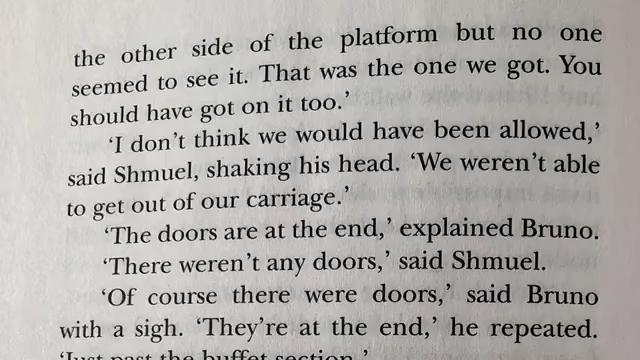 the other side of the platform but no one
seemed to see it. That was the one we got. You
should have got on it too.’
‘I don’t think we would have been allowed,’
said Shmuel, shaking his head. ‘We weren’t able
to get out of our carriage.’
‘The doors are at the end,’ explained Bruno.
‘There weren’t any doors,’ said Shmuel.
‘Of course there were doors,’ said Bruno
with a sigh. ‘They’re at the end,’ he repeated.
‘Just past the buffet section.’